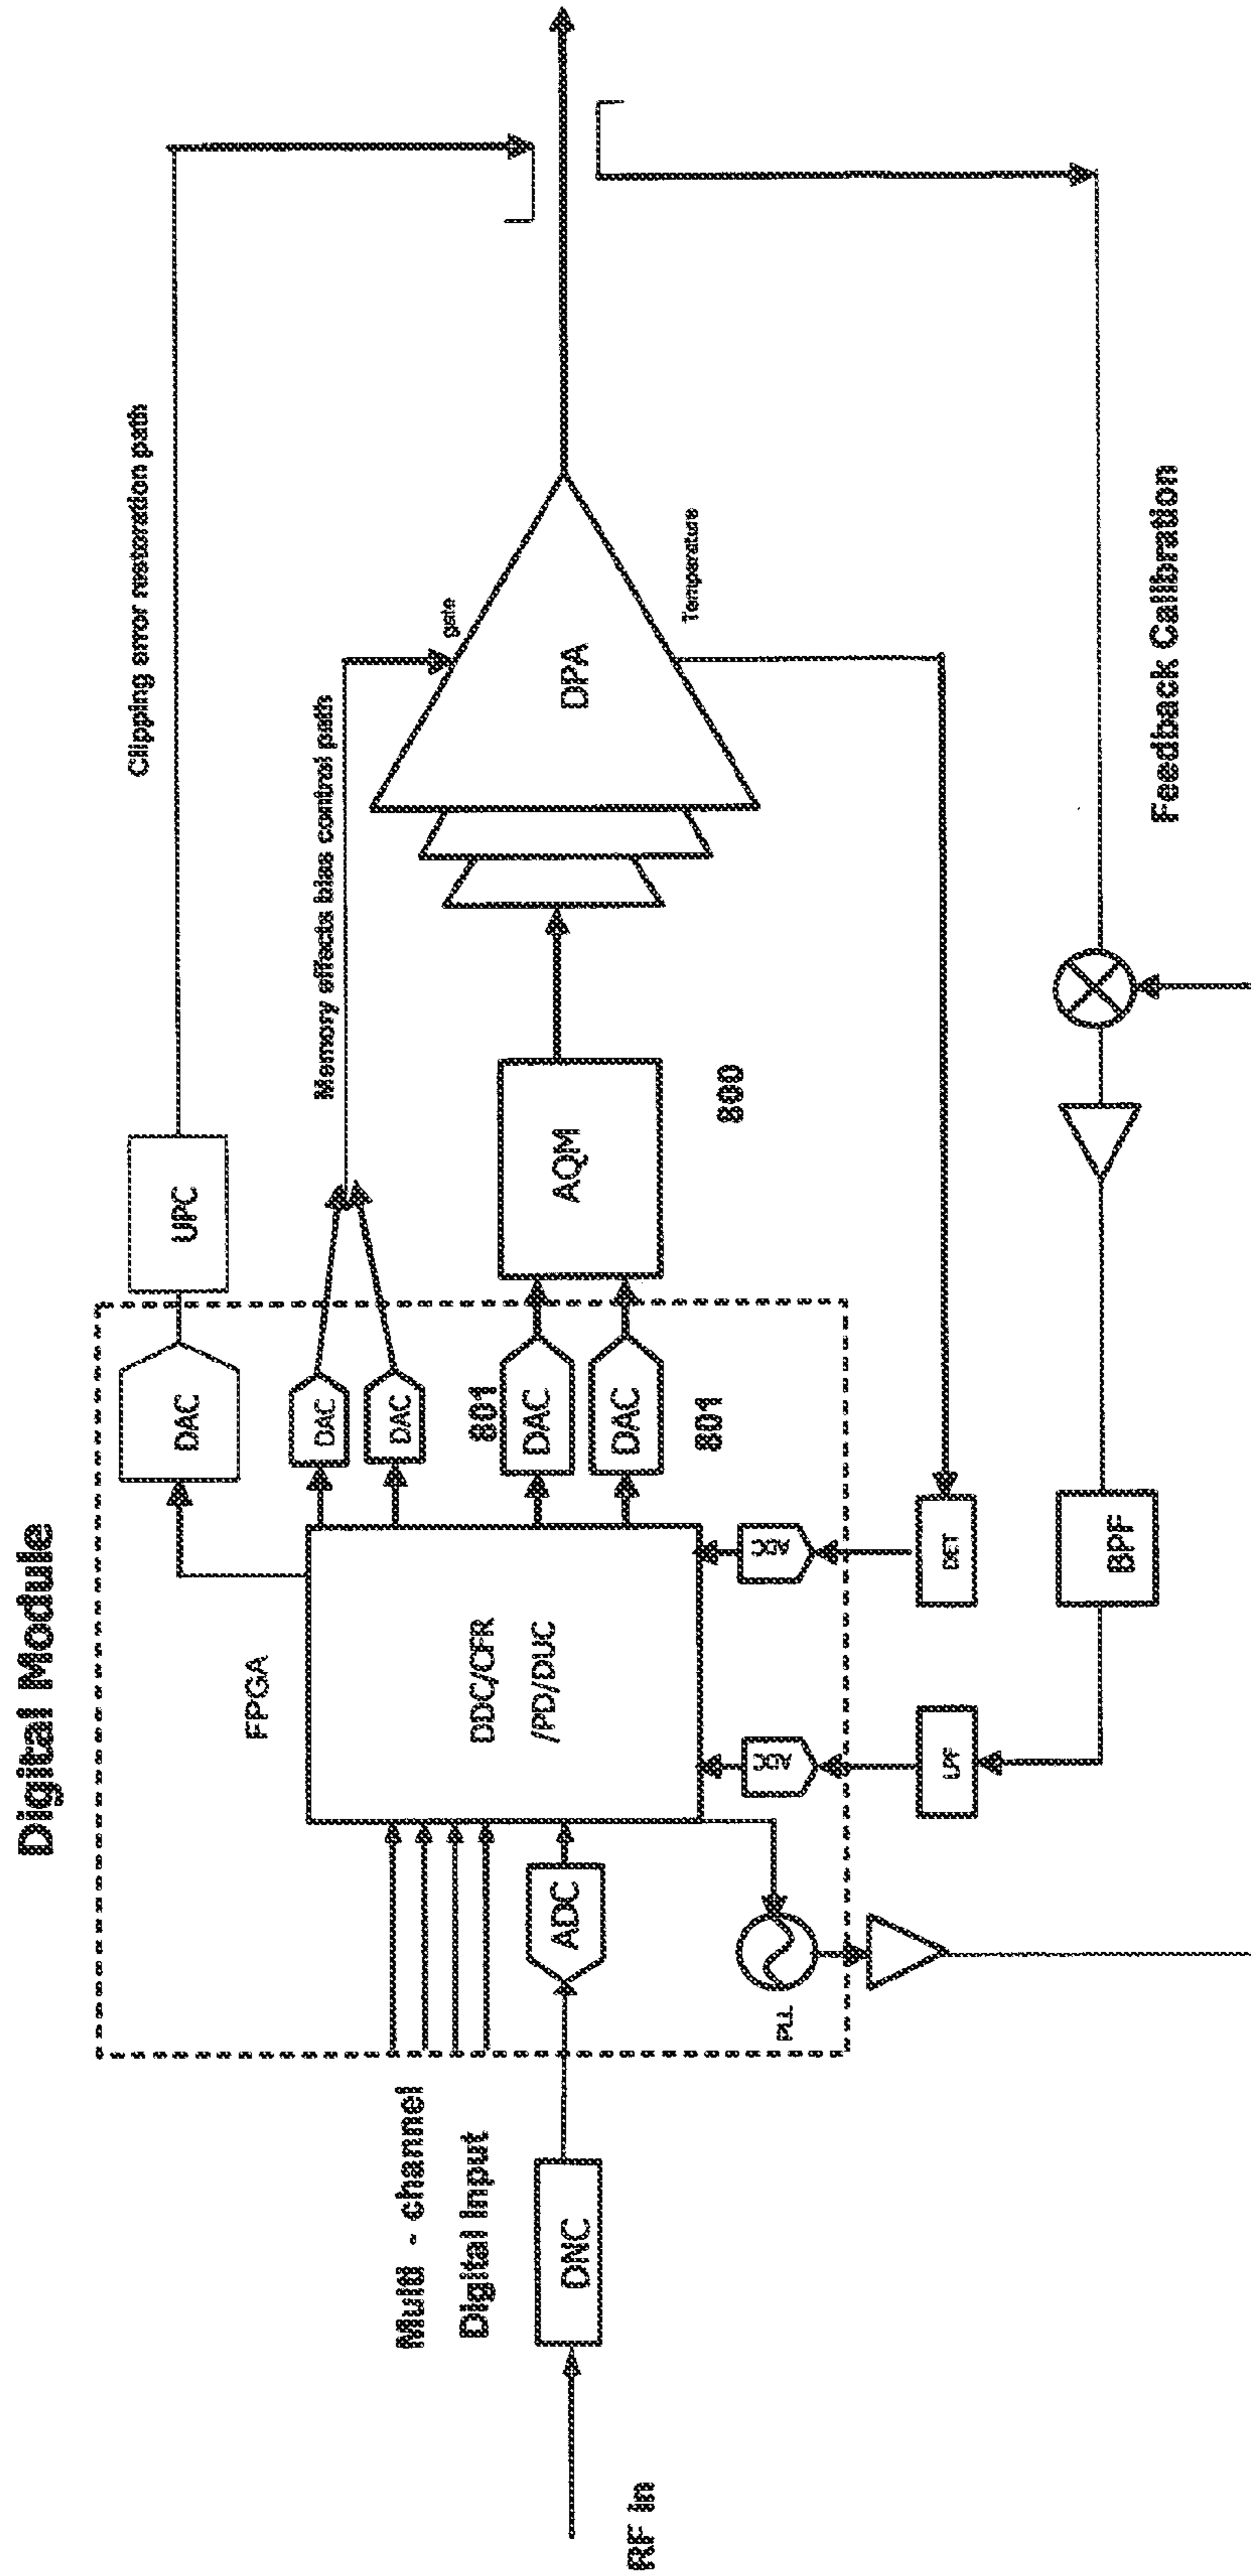 Digital Module
Clipping error restoration path
UPC
DAC
Memory effects bias control path
FPGA
DAC
DAC
gate
Multi - channel
Digital Input
DDC/CFR
/PD/DUC
801
DAC
DAC
801
AQM
800
DPA
Temperature
RF in
DNC
ADC
PLL
LPF
DET
BPF
Feedback Calibration